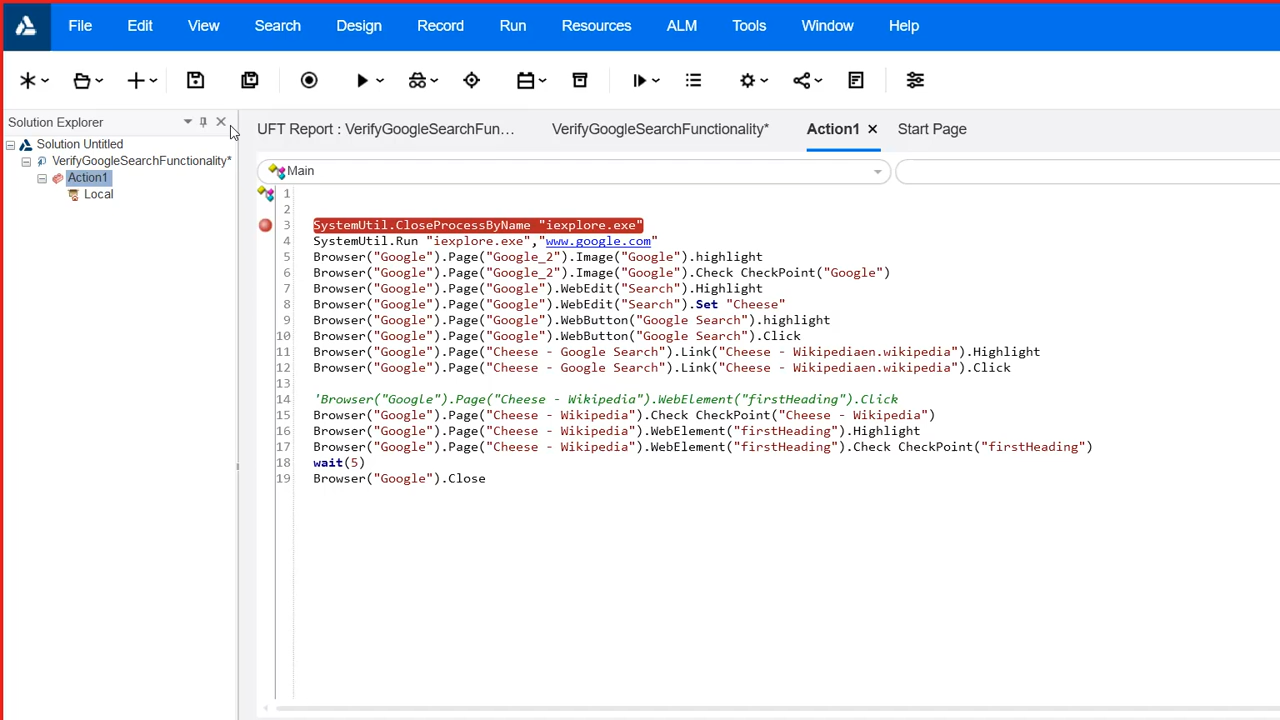 File Edit View Search Design Record Run Resources ALM Tools Window Help
Solution Explorer
Solution Untitled
VerifyGoogleSearchFunctionality*
Action1
Local
UFT Report : VerifyGoogleSearchFun... VerifyGoogleSearchFunctionality* Action1 Start Page
Main
1
2
3 SystemUtil.CloseProcessByName "iexplore.exe"
4 SystemUtil.Run "iexplore.exe","www.google.com"
5 Browser("Google").Page("Google_2").Image("Google").highlight
6 Browser("Google").Page("Google_2").Image("Google").Check CheckPoint("Google")
7 Browser("Google").Page("Google").WebEdit("Search").Highlight
8 Browser("Google").Page("Google").WebEdit("Search").Set "Cheese"
9 Browser("Google").Page("Google").WebButton("Google Search").highlight
10 Browser("Google").Page("Google").WebButton("Google Search").Click
11 Browser("Google").Page("Cheese - Google Search").Link("Cheese - Wikipediaen.wikipedia").Highlight
12 Browser("Google").Page("Cheese - Google Search").Link("Cheese - Wikipediaen.wikipedia").Click
13
14 'Browser("Google").Page("Cheese - Wikipedia").WebElement("firstHeading").Click
15 Browser("Google").Page("Cheese - Wikipedia").Check CheckPoint("Cheese - Wikipedia")
16 Browser("Google").Page("Cheese - Wikipedia").WebElement("firstHeading").Highlight
17 Browser("Google").Page("Cheese - Wikipedia").WebElement("firstHeading").Check CheckPoint("firstHeading")
18 wait(5)
19 Browser("Google").Close